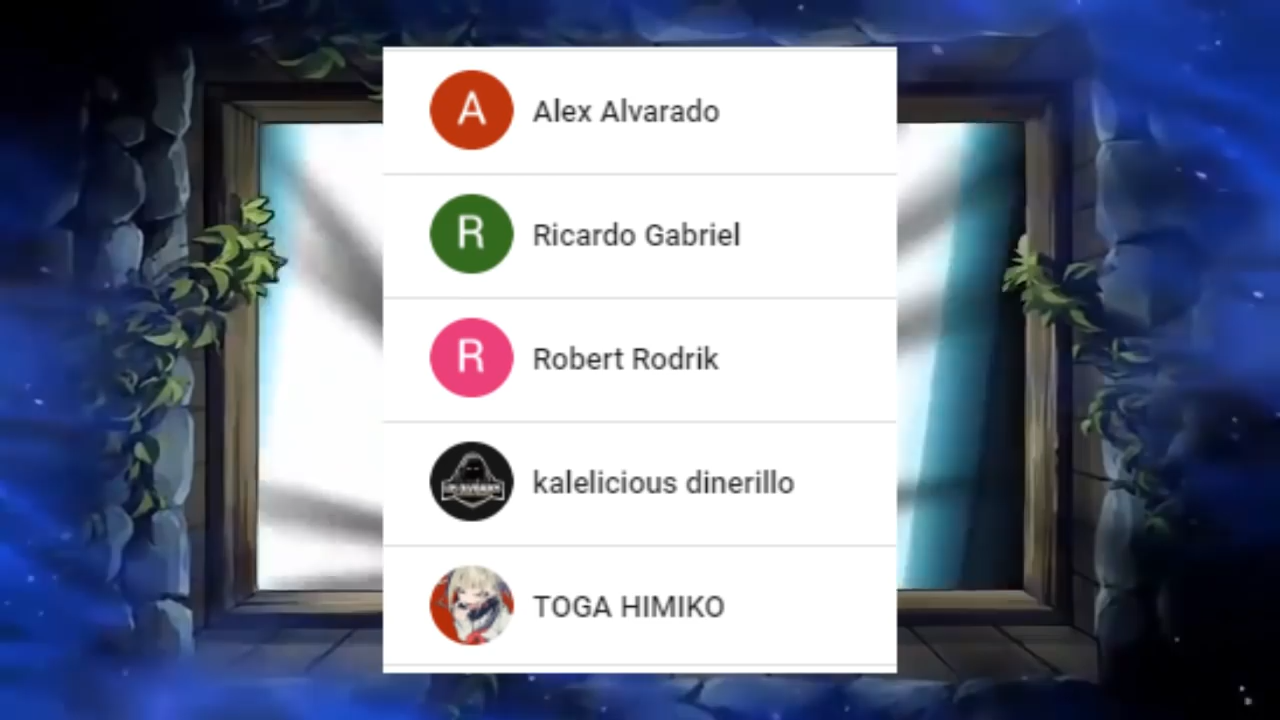 A
Alex Alvarado
R
Ricardo Gabriel
R
Robert Rodrik
kalelicious dinerillo
TOGA HIMIKO